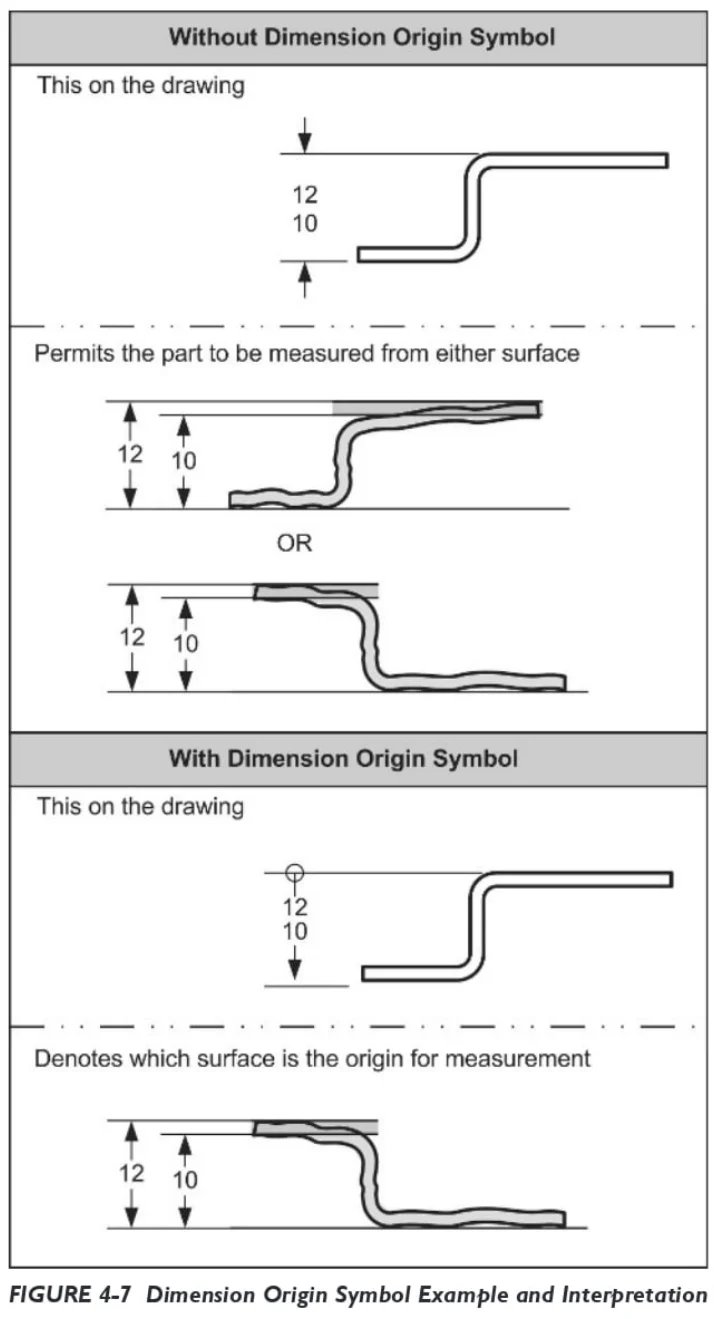 Without Dimension Origin Symbol
This on the drawing
12
10
Permits the part to be measured from either surface
12
10
OR
12
10
With Dimension Origin Symbol
This on the drawing
12
10
Denotes which surface is the origin for measurement
12
10
FIGURE 4-7 Dimension Origin Symbol Example and Interpretation